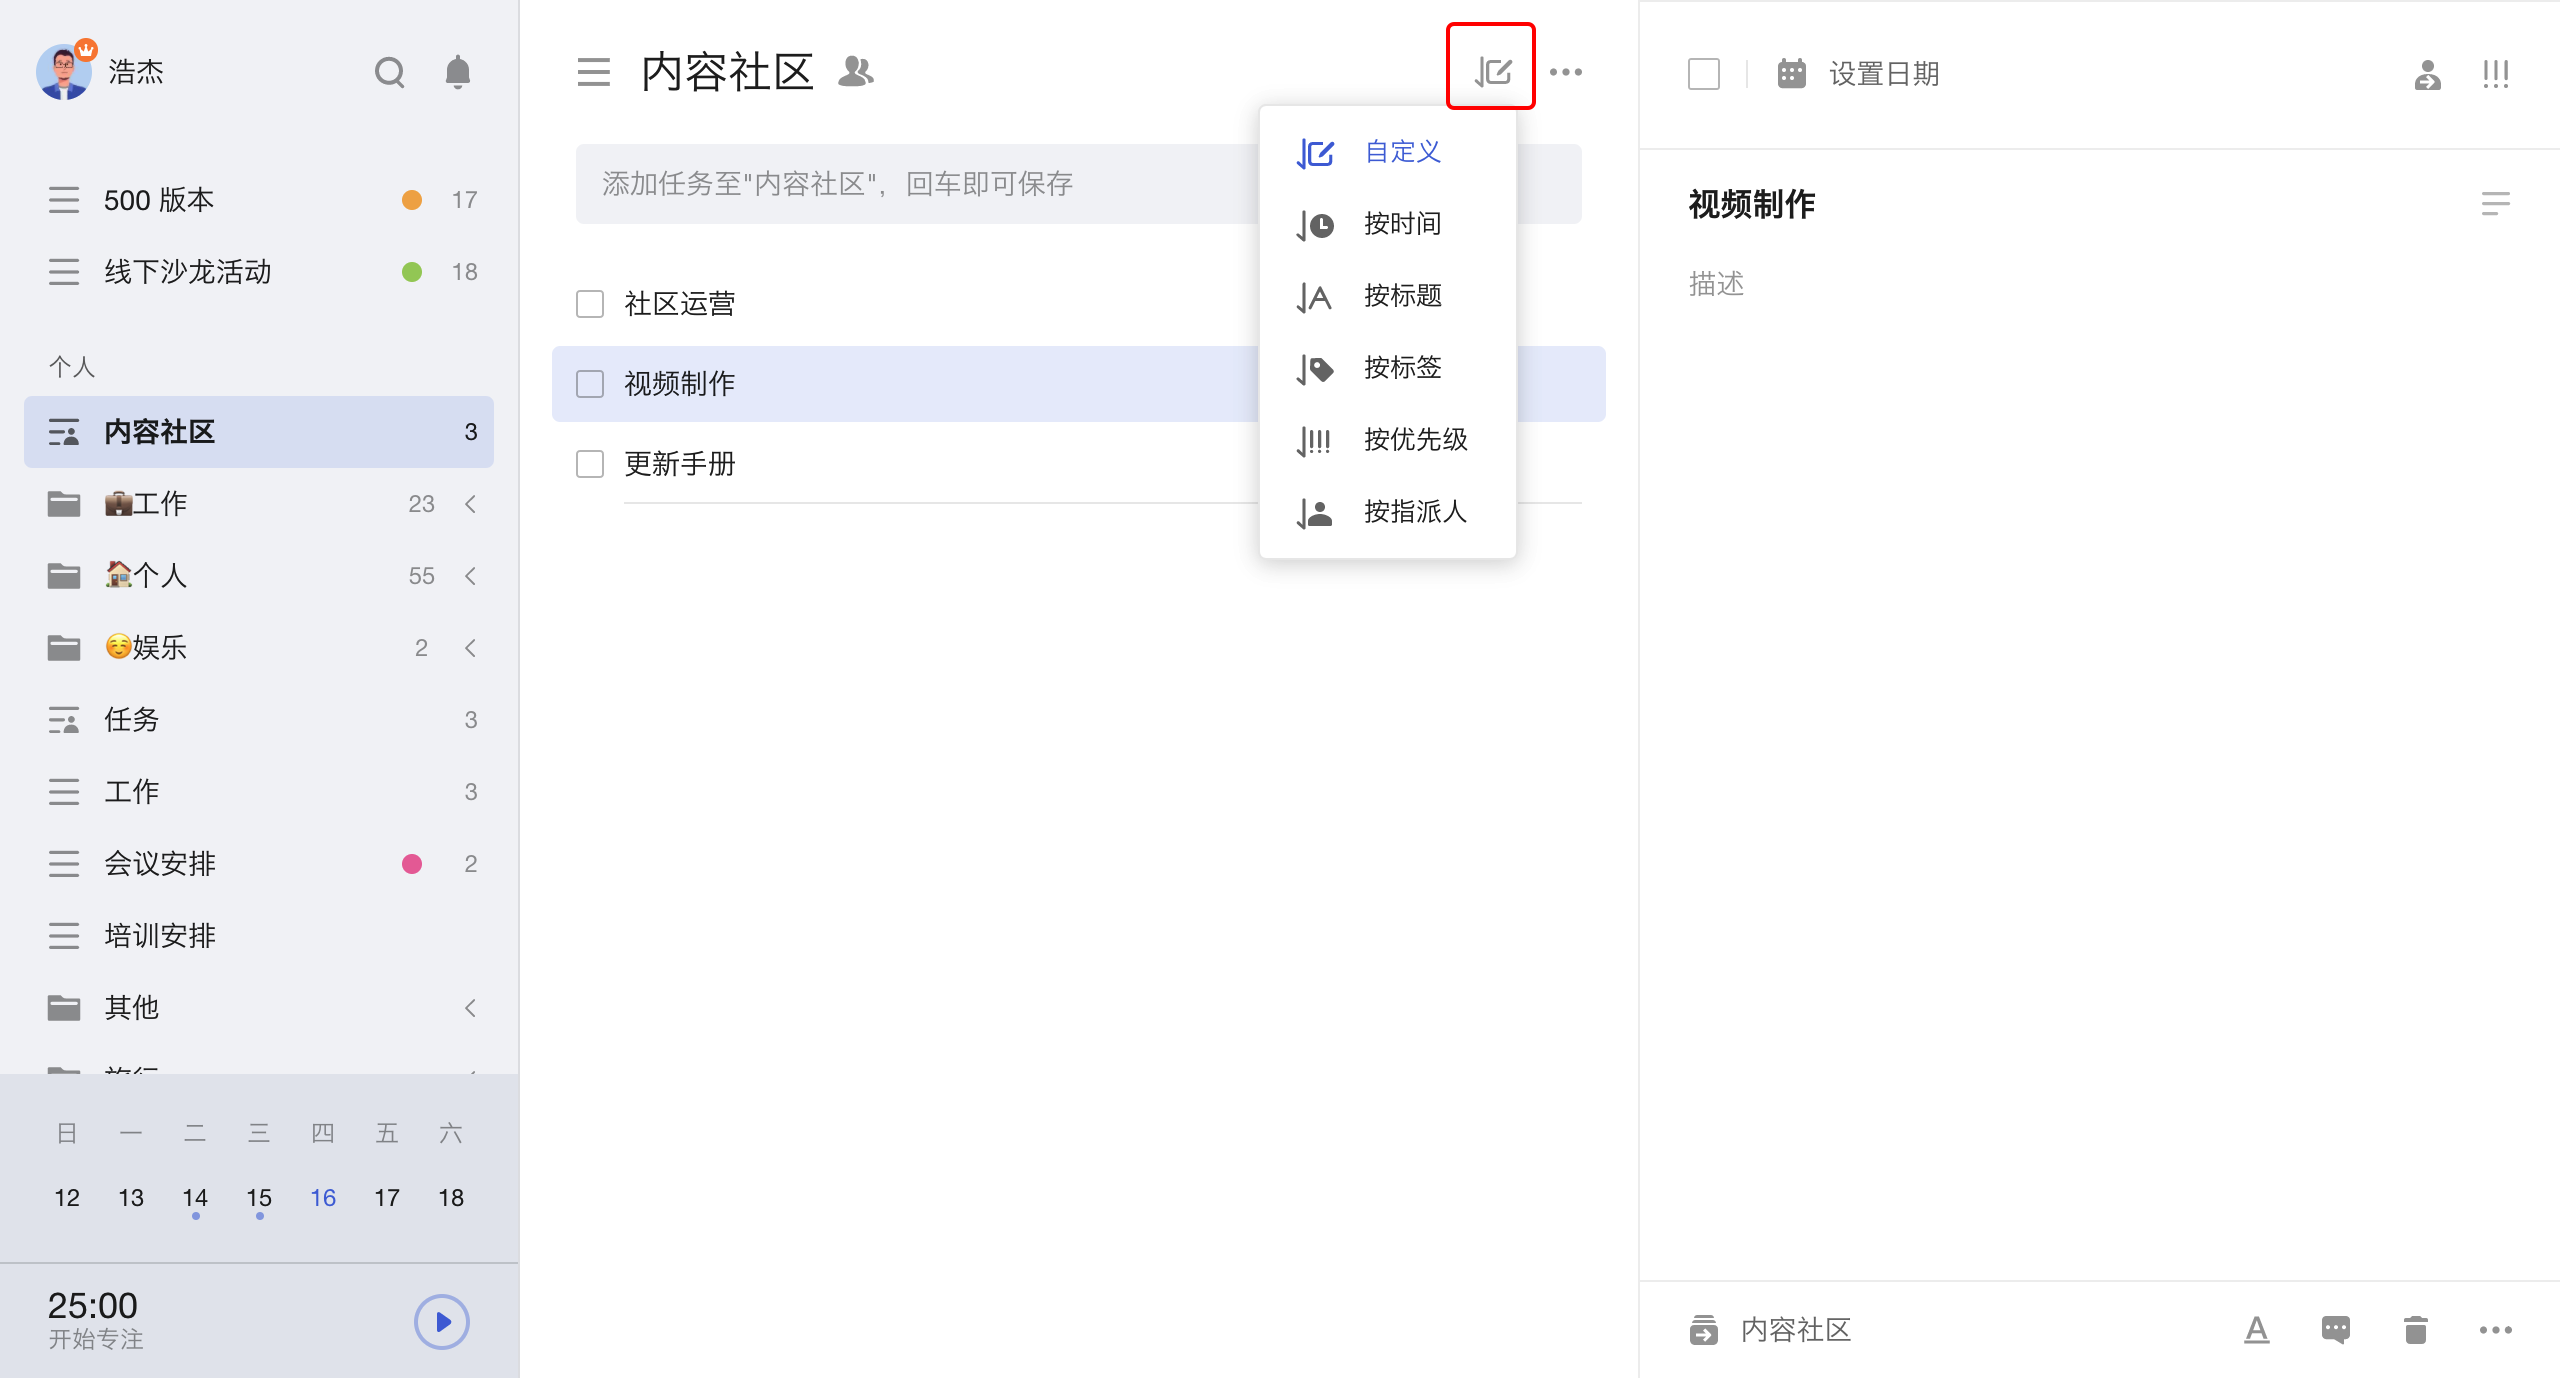 浩杰
500 版本 17
线下沙龙活动 18
个人
内容社区 3
工作 23
个人 55
娱乐 2
任务 3
工作 3
会议安排 2
培训安排
其他
日 一 二 三 四 五 六
12 13 14 15 16 17 18
25:00
开始专注
内容社区
添加任务至"内容社区"，回车即可保存
社区运营
视频制作
更新手册
自定义
按时间
按标题
按标签
按优先级
按指派人
设置日期
视频制作
描述
内容社区